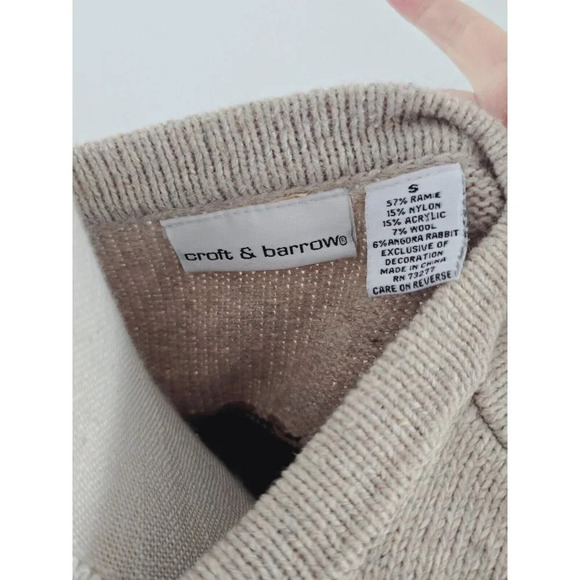 croft & barrow®
S
57% RAMIE
15% NYLON
15% ACRYLIC
7% WOOL
6% ANGORA RABBIT
EXCLUSIVE OF
DECORATION
MADE IN CHINA
RN 73277
CARE ON REVERSE